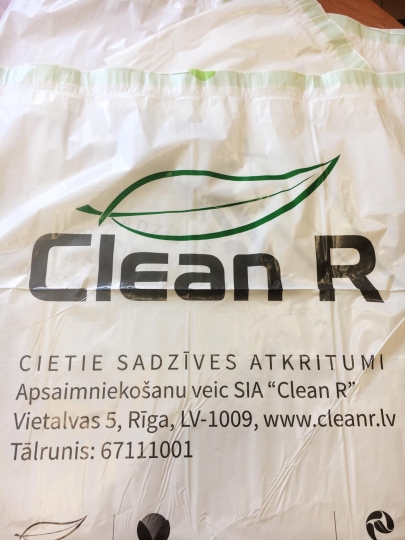 Clean R
CIETIE SADZĪVES ATKRITUMI
Apsaimniekošanu veic SIA “Clean R”
Vietalvas 5, Rīga, LV-1009, www.cleanr.lv
Tālrunis: 67111001